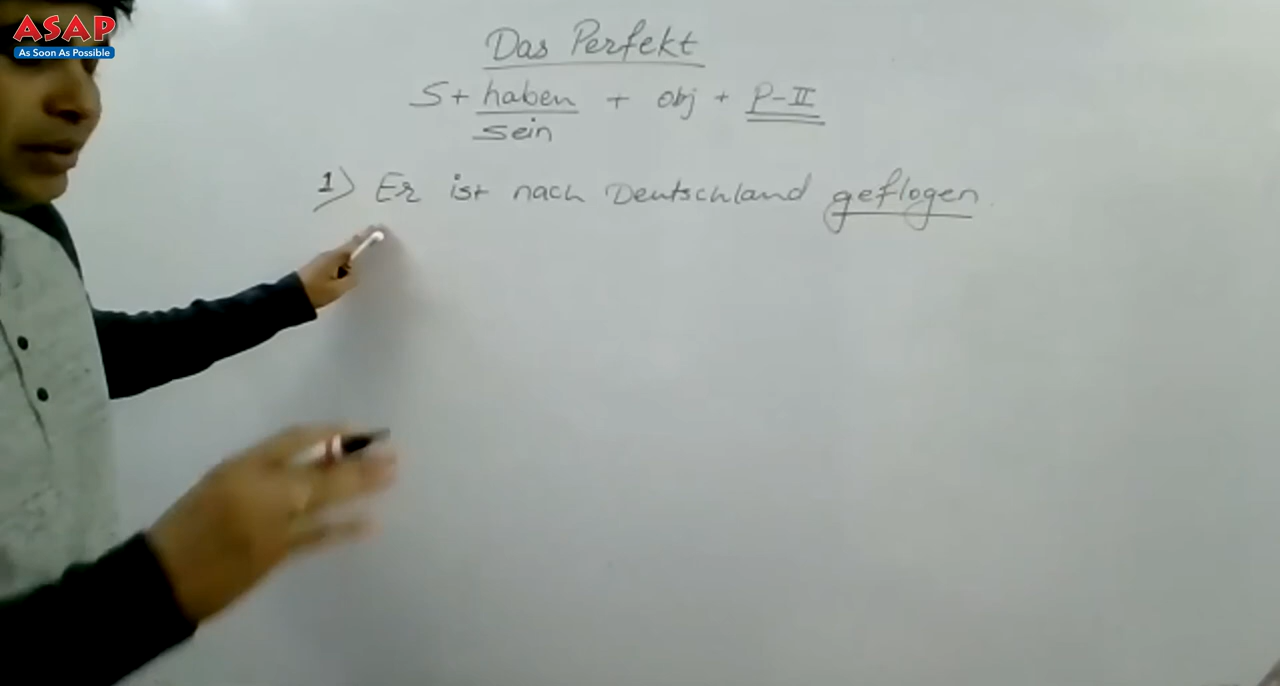 ASAP
As Soon As Possible
Das Perfekt
S + haben + obj + P-II
sein
1) Er ist nach Deutschland geflogen.